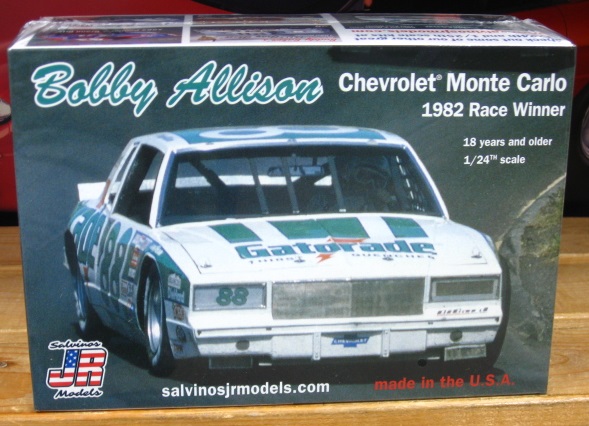 Bobby Allison
Chevrolet® Monte Carlo
1982 Race Winner
18 years and older
1/24TH scale
Gatorade
THIRST QUENCHER
88
88
CHEVROLET
Salvinos
JR
Models
salvinosjrmodels.com
made in the U.S.A.